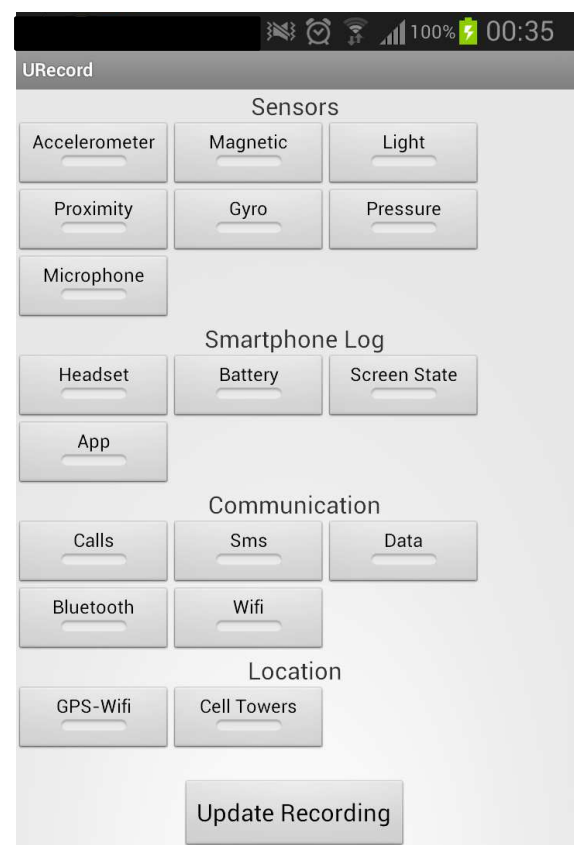 100% 00:35
URecord
Sensors
Accelerometer Magnetic Light
Proximity Gyro Pressure
Microphone
Smartphone Log
Headset Battery Screen State
App
Communication
Calls Sms Data
Bluetooth Wifi
Location
GPS-Wifi Cell Towers
Update Recording